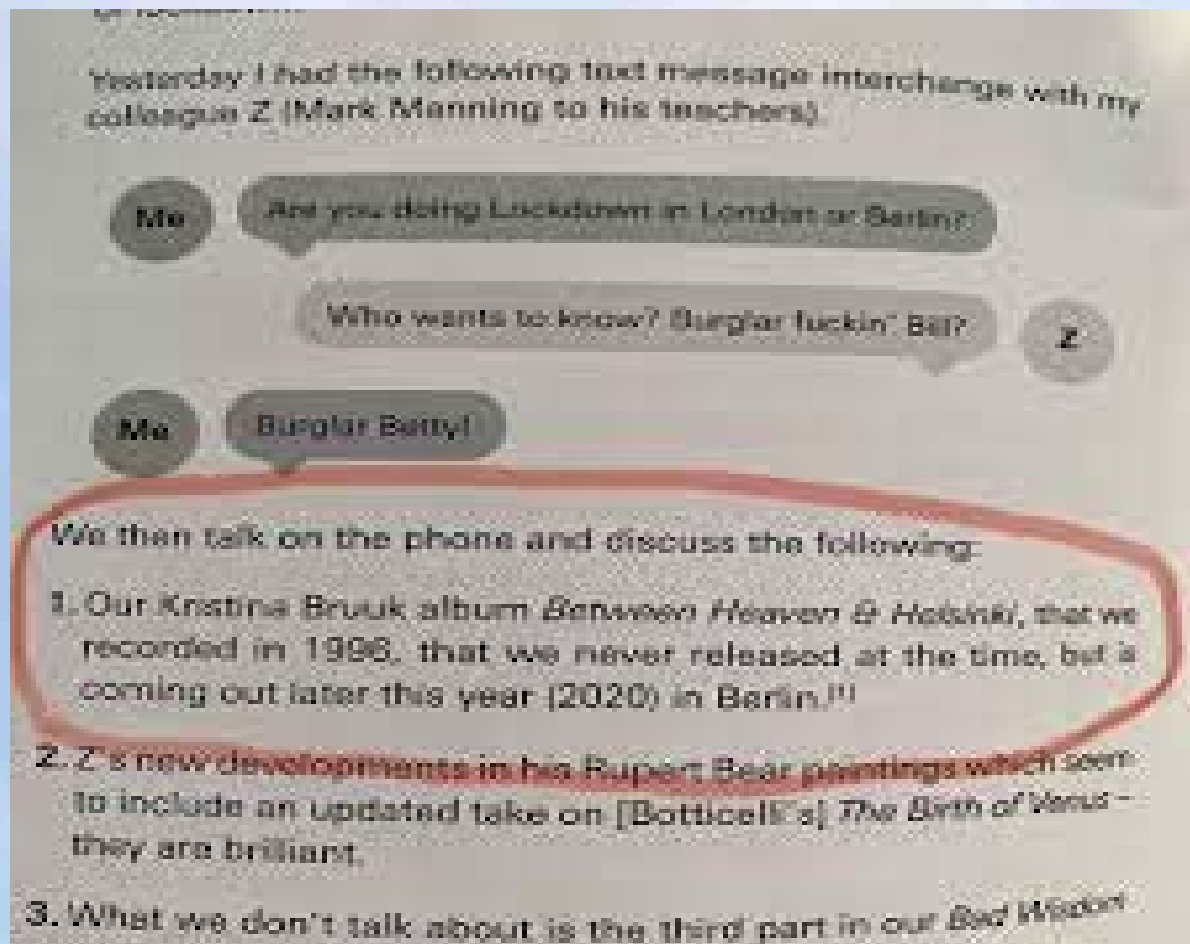 Yesterday I had the following text message interchange with my
colleague Z (Mark Manning to his teachers).
Me
Are you doing Lockdown in London or Berlin?
Who wants to know? Burglar fuckin' Bill?
Z
Me
Burglar Betty!
We then talk on the phone and discuss the following:
1. Our Kristina Bruuk album Between Heaven & Helsinki, that we
recorded in 1996, that we never released at the time, but is
coming out later this year (2020) in Berlin.[1]
2. Z's new developments in his Rupert Bear paintings which seem
to include an updated take on [Botticelli's] The Birth of Venus –
they are brilliant.
3. What we don't talk about is the third part in our Bad Wisdom